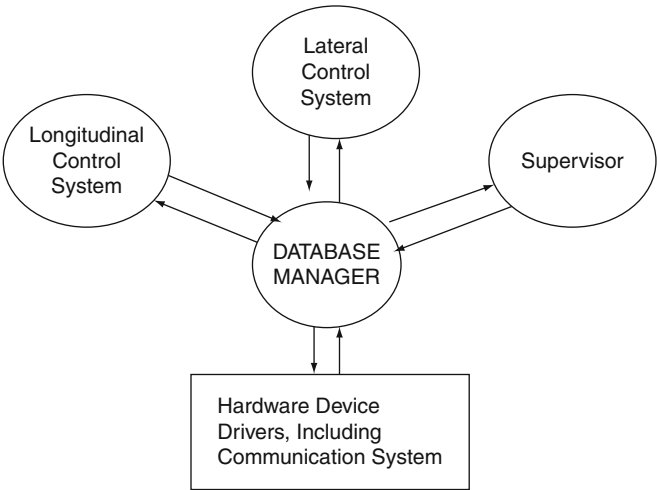 Lateral
Control
System
Longitudinal
Control
System
Supervisor
DATABASE
MANAGER
Hardware Device
Drivers, Including
Communication System